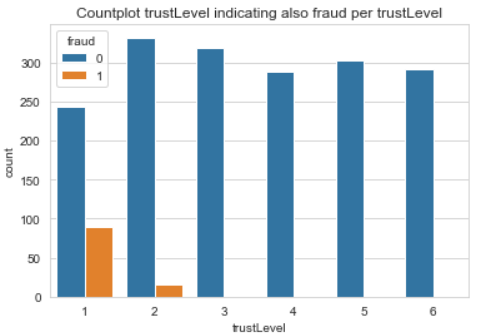 Countplot trustLevel indicating also fraud per trustLevel
fraud
0
1
300
250
200
150
100
50
0
count
1 2 3 4 5 6
trustLevel